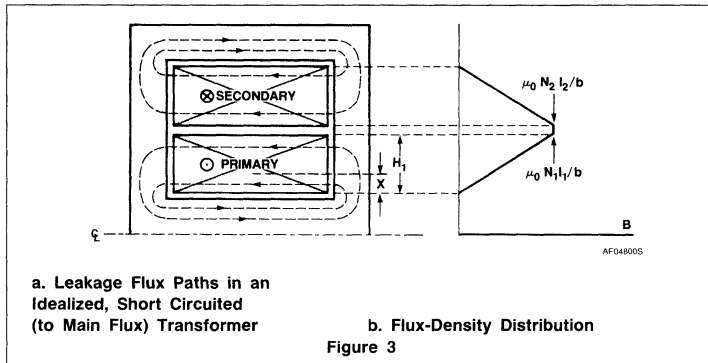 ⊗SECONDARY
⊙ PRIMARY
H₁
X
μ₀ N₂ I₂/b
μ₀ N₁I₁/b
℄
B
AF04800S
a. Leakage Flux Paths in an
Idealized, Short Circuited
(to Main Flux) Transformer
b. Flux-Density Distribution
Figure 3